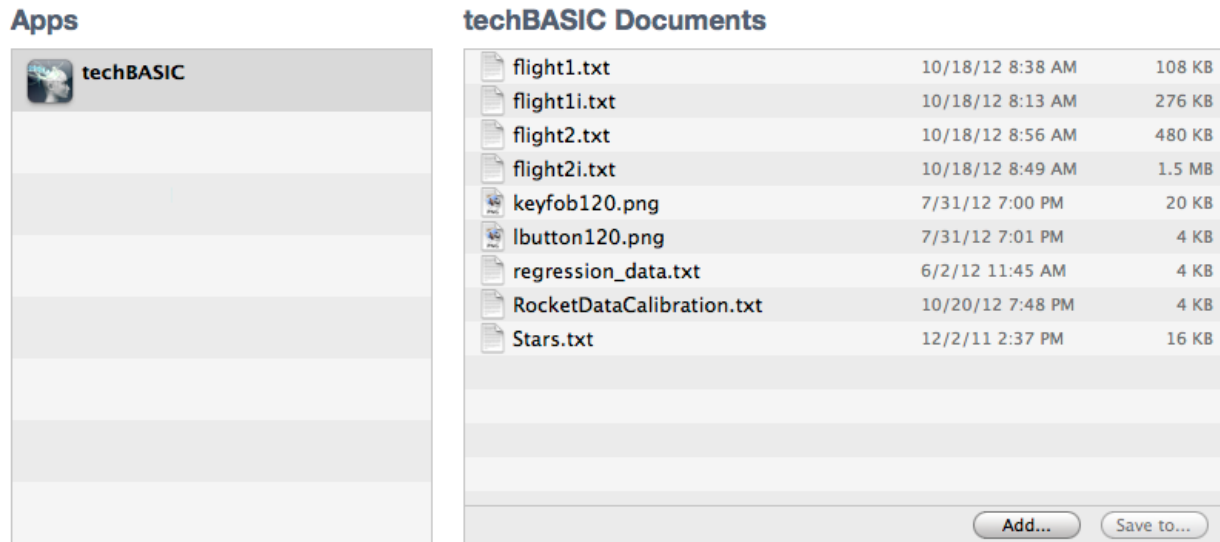 Apps
techBASIC
techBASIC Documents
flight1.txt 10/18/12 8:38 AM 108 KB
flight1i.txt 10/18/12 8:13 AM 276 KB
flight2.txt 10/18/12 8:56 AM 480 KB
flight2i.txt 10/18/12 8:49 AM 1.5 MB
keyfob120.png 7/31/12 7:00 PM 20 KB
lbutton120.png 7/31/12 7:01 PM 4 KB
regression_data.txt 6/2/12 11:45 AM 4 KB
RocketDataCalibration.txt 10/20/12 7:48 PM 4 KB
Stars.txt 12/2/11 2:37 PM 16 KB
Add... Save to...